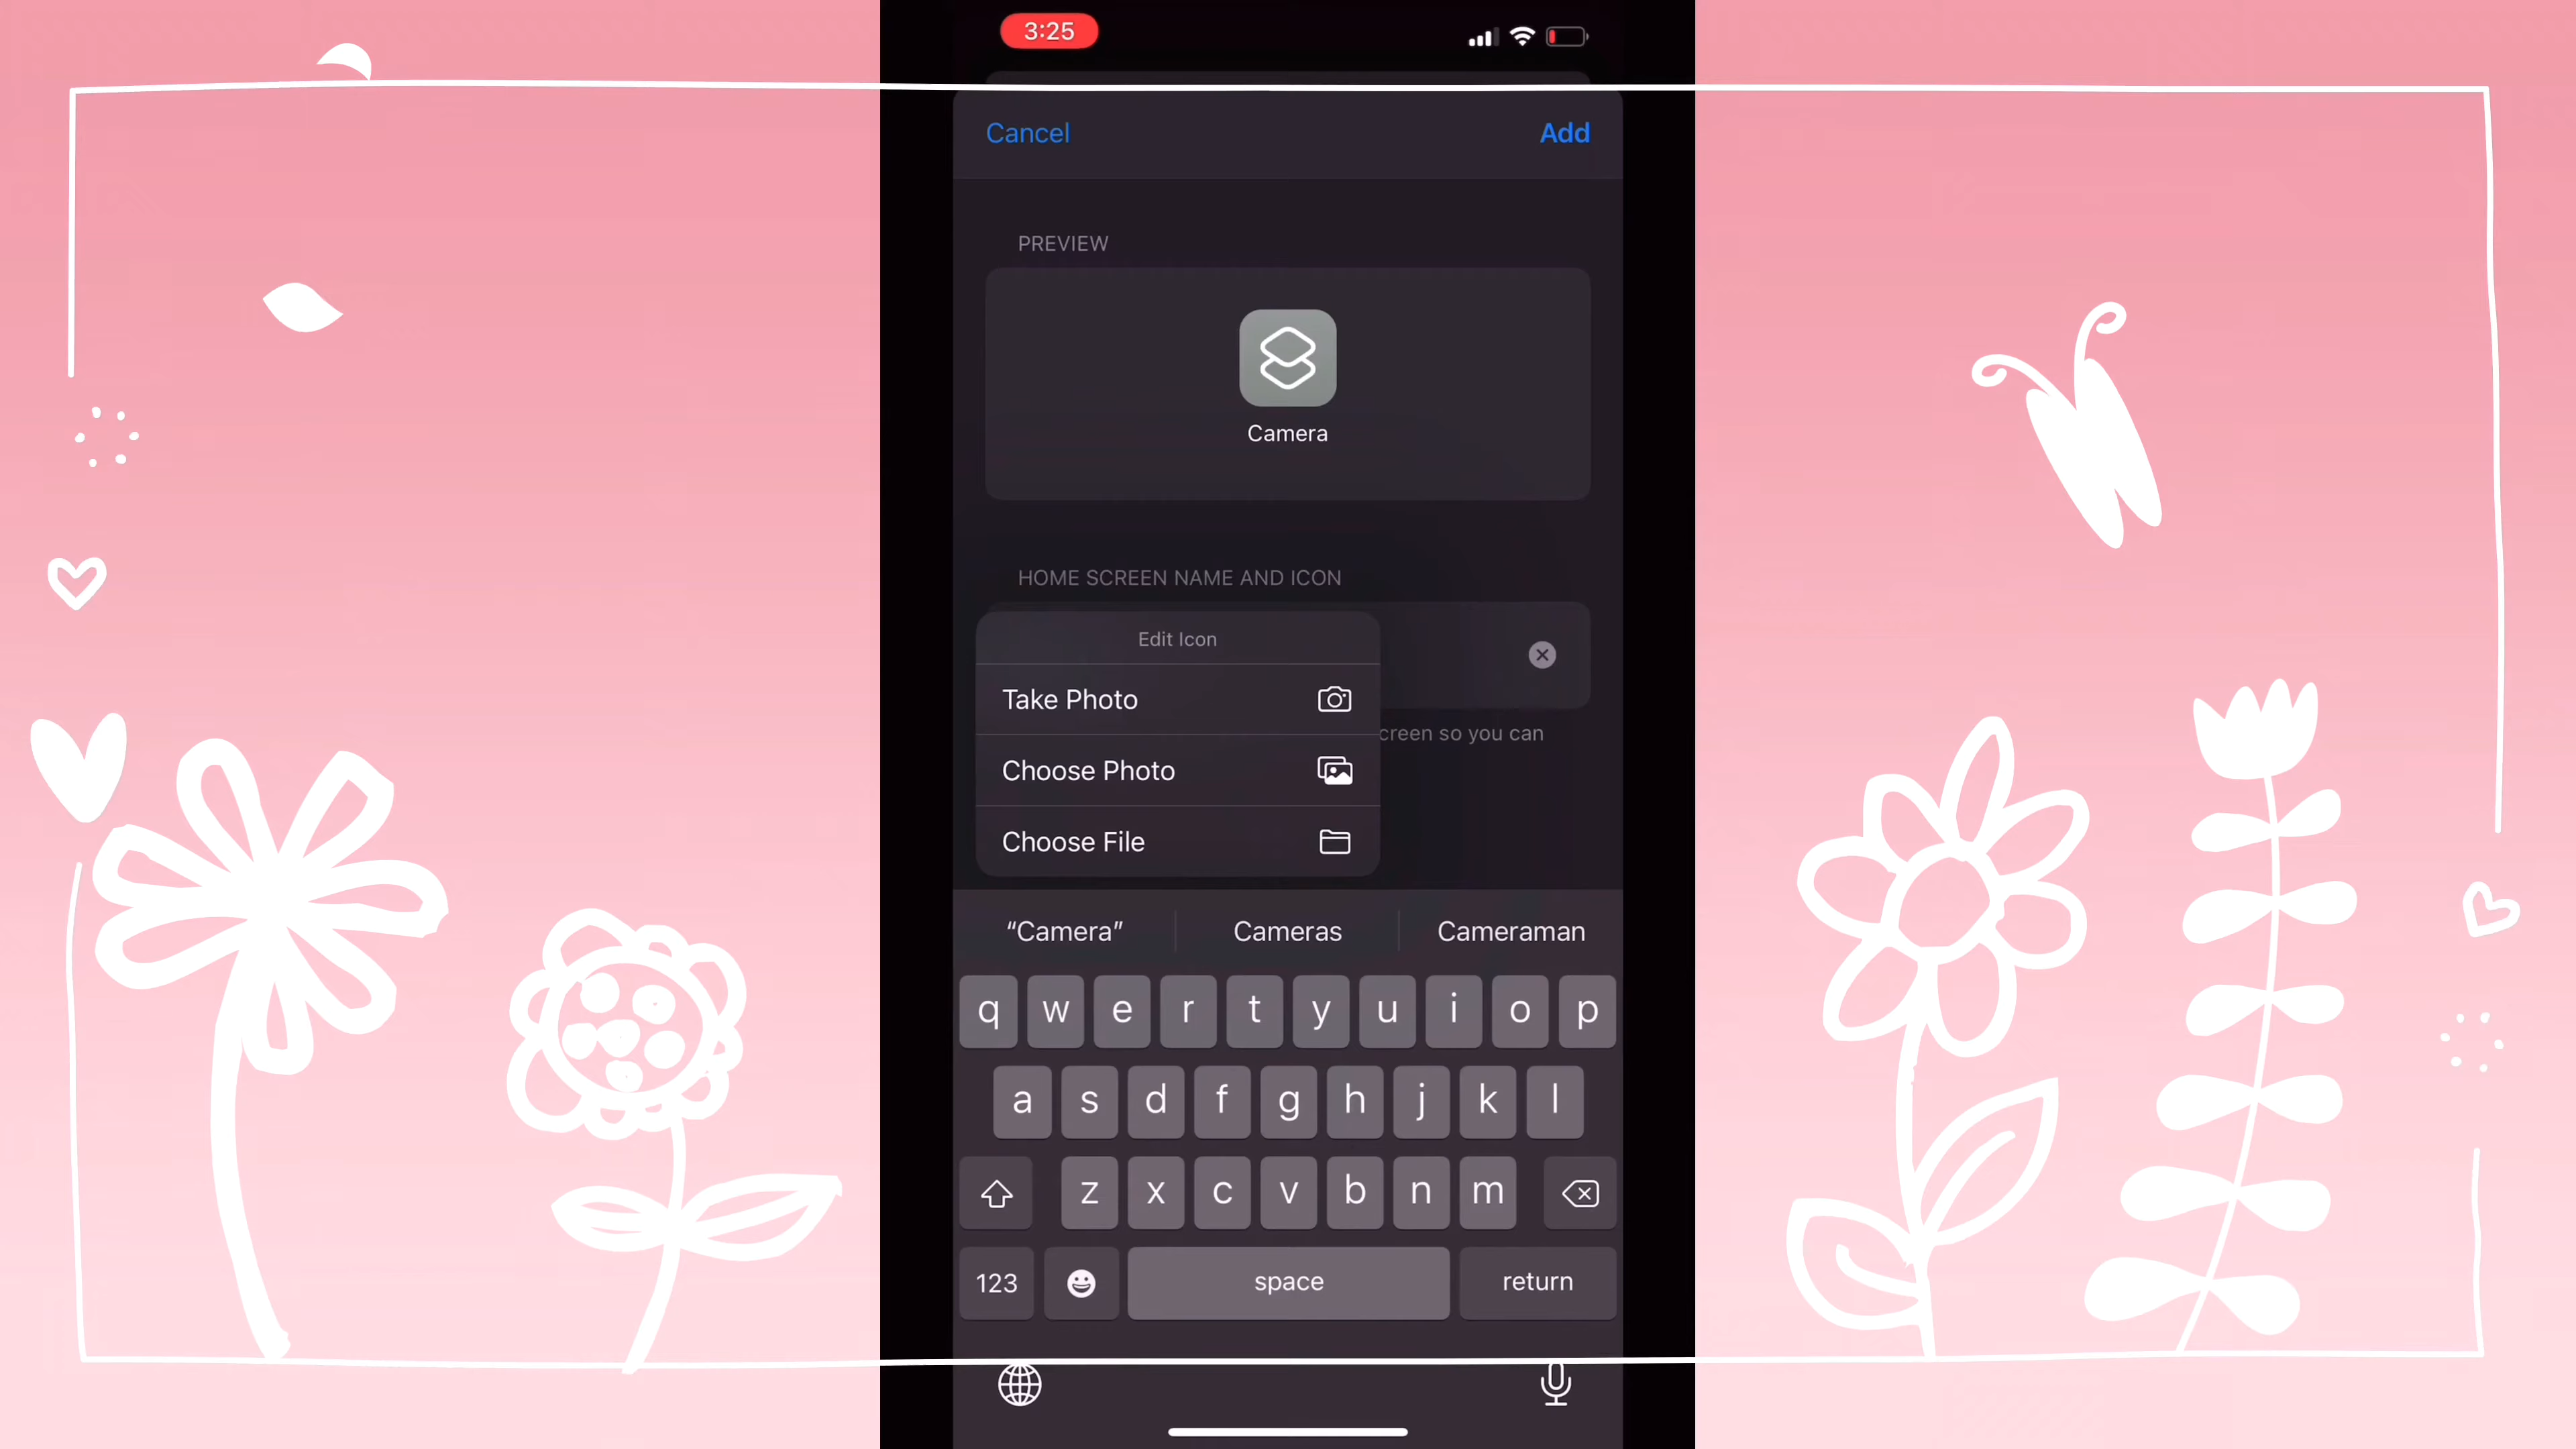 3:25
Cancel
Add
PREVIEW
Camera
HOME SCREEN NAME AND ICON
Edit Icon
Take Photo
creen so you can
Choose Photo
Choose File
“Camera”
Cameras
Cameraman
q w e r t y u i o p
a s d f g h j k l
z x c v b n m
123
space
return